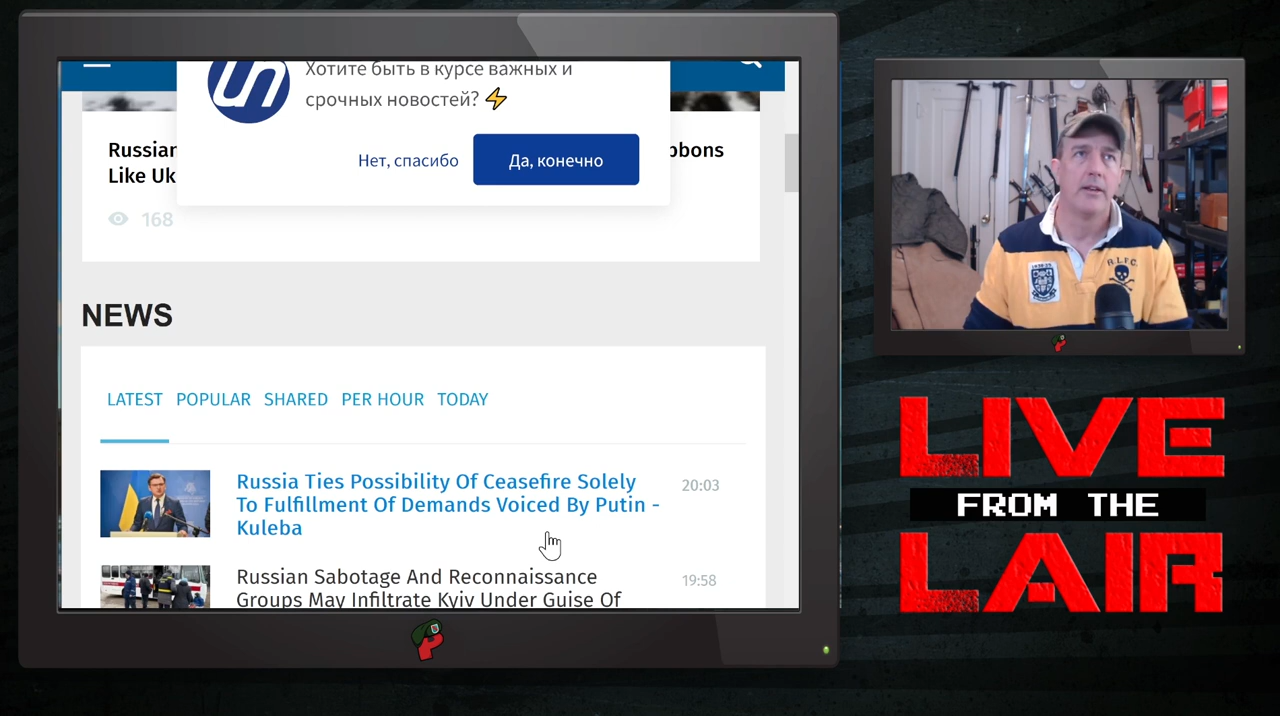 Хотите быть в курсе важных и
срочных новостей? ⚡
Нет, спасибо
Да, конечно
Russian
bbons
Like Uk
168
NEWS
LATEST POPULAR SHARED PER HOUR TODAY
Russia Ties Possibility Of Ceasefire Solely
To Fulfillment Of Demands Voiced By Putin -
Kuleba
20:03
Russian Sabotage And Reconnaissance
Groups May Infiltrate Kyiv Under Guise Of
19:58
R.L.F.C.
LIVE
FROM THE
LAIR